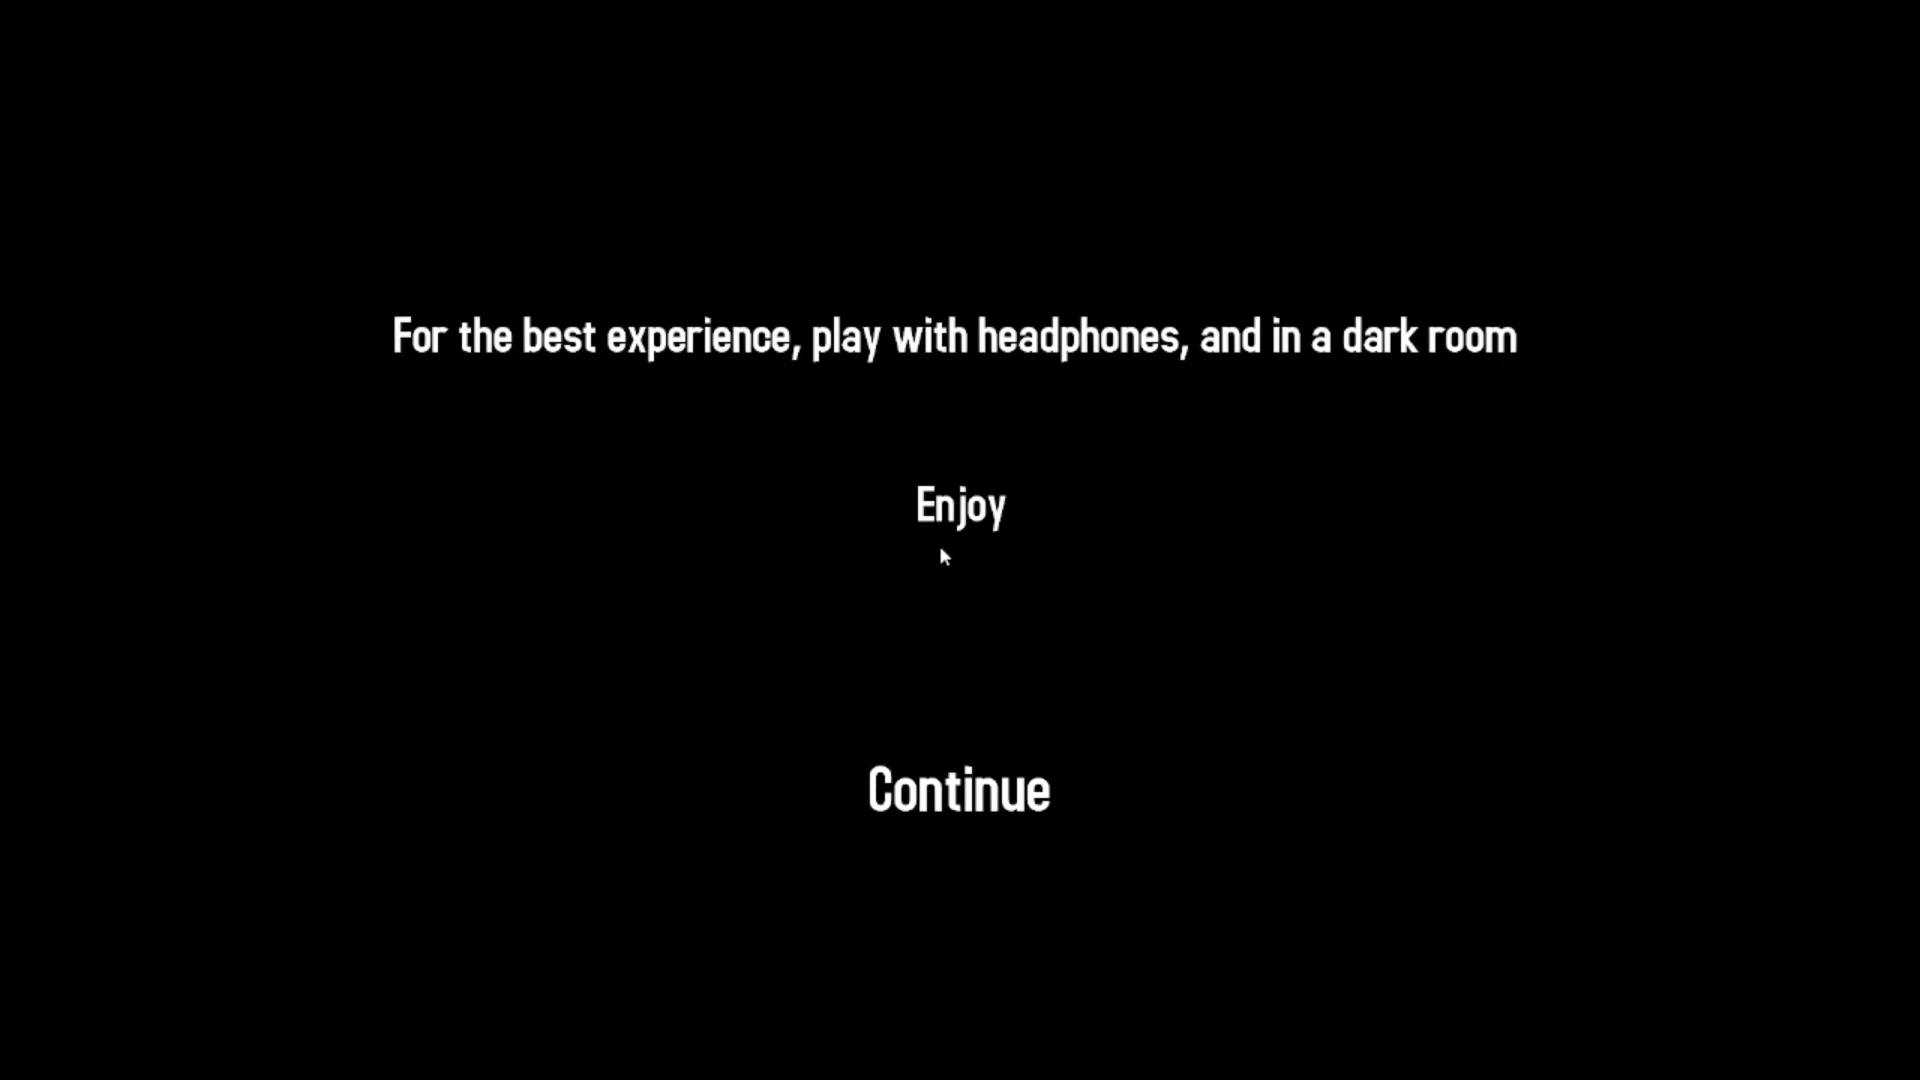 For the best experience, play with headphones, and in a dark room
Enjoy
Continue